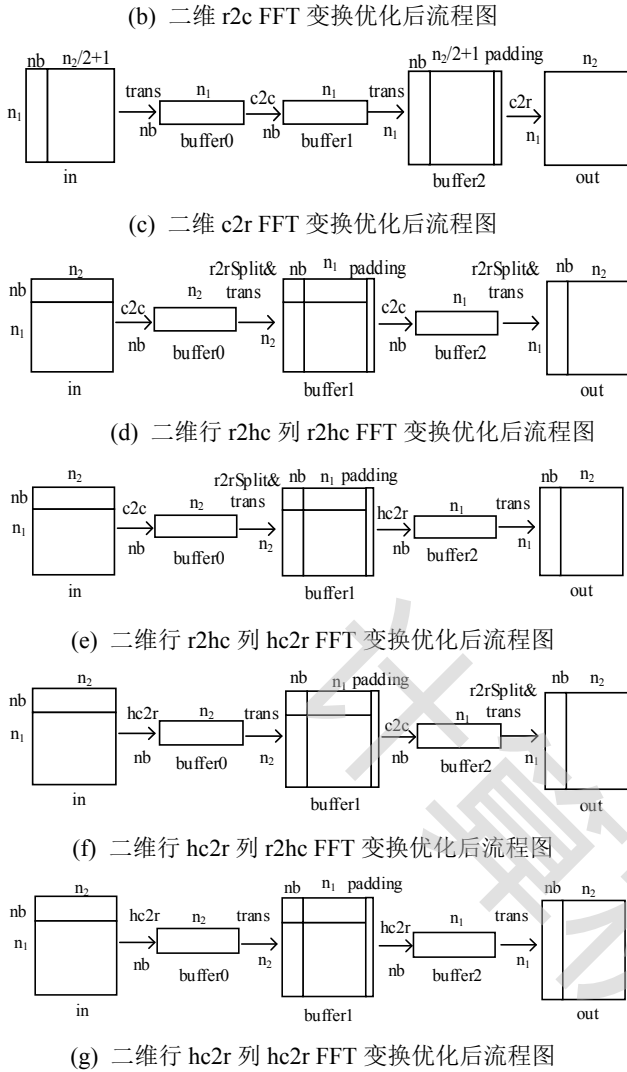 (b) 二维 r2c FFT 变换优化后流程图
nb n₂/2+1 nb n₂/2+1 padding n₂
trans n₁ c2c n₁ trans c2r
n₁ nb nb n₁ n₁
buffer0 buffer1
in buffer2 out
(c) 二维 c2r FFT 变换优化后流程图
n₂ r2rSplit& trans nb n₁ padding r2rSplit& trans nb n₂
nb c2c n₂ c2c n₁
n₁ nb n₂ nb n₁
buffer0 buffer2
in buffer1 out
(d) 二维行 r2hc 列 r2hc FFT 变换优化后流程图
n₂ r2rSplit& trans nb n₁ padding nb n₂
nb c2c n₂ hc2r n₁ trans
n₁ nb n₂ nb n₁
buffer0 buffer2
in buffer1 out
(e) 二维行 r2hc 列 hc2r FFT 变换优化后流程图
n₂ nb n₁ padding r2rSplit& trans nb n₂
nb hc2r n₂ trans c2c n₁
n₁ nb n₂ nb n₁
buffer0 buffer2
in buffer1 out
(f) 二维行 hc2r 列 r2hc FFT 变换优化后流程图
n₂ nb n₁ padding nb n₂
nb hc2r n₂ trans hc2r n₁ trans
n₁ nb n₂ nb n₁
buffer0 buffer2
in buffer1 out
(g) 二维行 hc2r 列 hc2r FFT 变换优化后流程图
计算